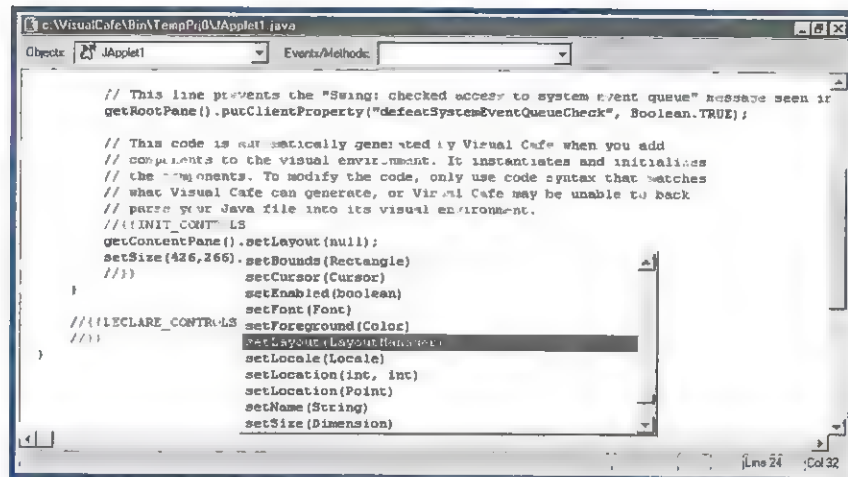 c:\VisualCafe\Bin\TempPrj0\JApplet1.java
Objects: JApplet1 Events/Methods:
// This line prevents the "Swing: checked access to system event queue" message seen in
getRootPane().putClientProperty("defeatSystemEventQueueCheck", Boolean.TRUE);
// This code is automatically generated by Visual Cafe when you add
// components to the visual environment. It instantiates and initializes
// the components. To modify the code, only use code syntax that matches
// what Visual Cafe can generate, or Visual Cafe may be unable to back
// parse your Java file into its visual environment.
//{{INIT_CONTROLS
getContentPane().setLayout(null);
setSize(426,266).
setBounds(Rectangle)
//}}
setCursor(Cursor)
}
setEnabled(boolean)
setFont(Font)
//{{DECLARE_CONTROLS
setForeground(Color)
//}}
setLayout(LayoutManager)
}
setLocale(Locale)
setLocation(int, int)
setLocation(Point)
setName(String)
setSize(Dimension)
Line 24 Col 32